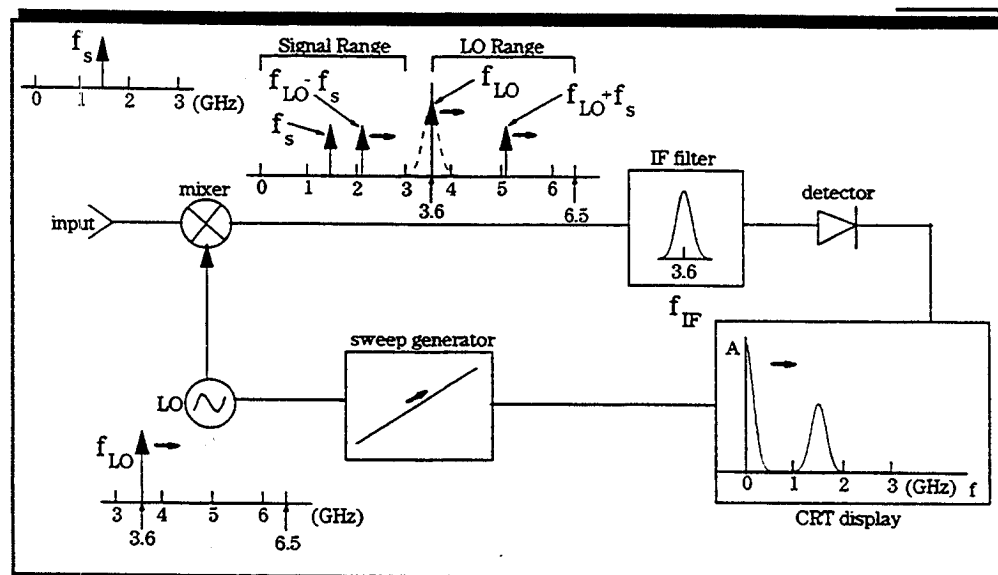 f_s
0 1 2 3 (GHz)
Signal Range
LO Range
f_LO - f_s
f_LO
f_LO + f_s
f_s
0 1 2 3 4 5 6
3.6
6.5
mixer
input
IF filter
3.6
f_IF
detector
sweep generator
LO
f_LO
3 4 5 6 (GHz)
3.6
6.5
A
0 1 2 3 (GHz) f
CRT display